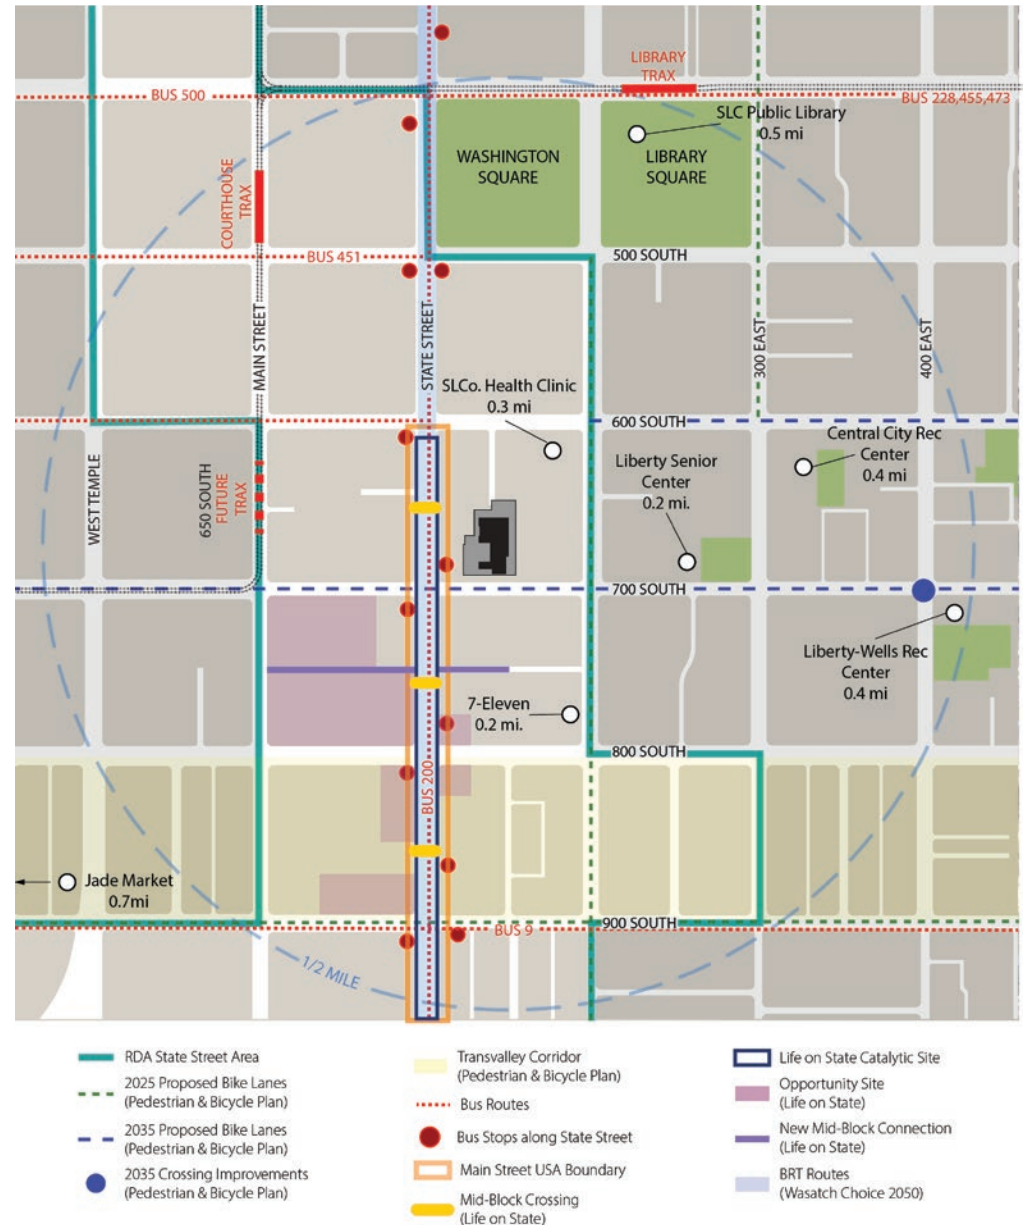 LIBRARY
TRAX
BUS 500
BUS 228,455,473
SLC Public Library
0.5 mi
WASHINGTON
SQUARE
LIBRARY
SQUARE
COURTHOUSE
TRAX
BUS 451
500 SOUTH
MAIN STREET
STATE STREET
300 EAST
400 EAST
SLCo. Health Clinic
0.3 mi
600 SOUTH
Central City Rec
Center
0.4 mi
Liberty Senior
Center
0.2 mi.
WEST TEMPLE
650 SOUTH
FUTURE
TRAX
700 SOUTH
Liberty-Wells Rec
Center
0.4 mi
7-Eleven
0.2 mi.
800 SOUTH
BUS 200
Jade Market
0.7mi
900 SOUTH
BUS 9
1/2 MILE
RDA State Street Area
2025 Proposed Bike Lanes
(Pedestrian & Bicycle Plan)
2035 Proposed Bike Lanes
(Pedestrian & Bicycle Plan)
2035 Crossing Improvements
(Pedestrian & Bicycle Plan)
Transvalley Corridor
(Pedestrian & Bicycle Plan)
Bus Routes
Bus Stops along State Street
Main Street USA Boundary
Mid-Block Crossing
(Life on State)
Life on State Catalytic Site
Opportunity Site
(Life on State)
New Mid-Block Connection
(Life on State)
BRT Routes
(Wasatch Choice 2050)